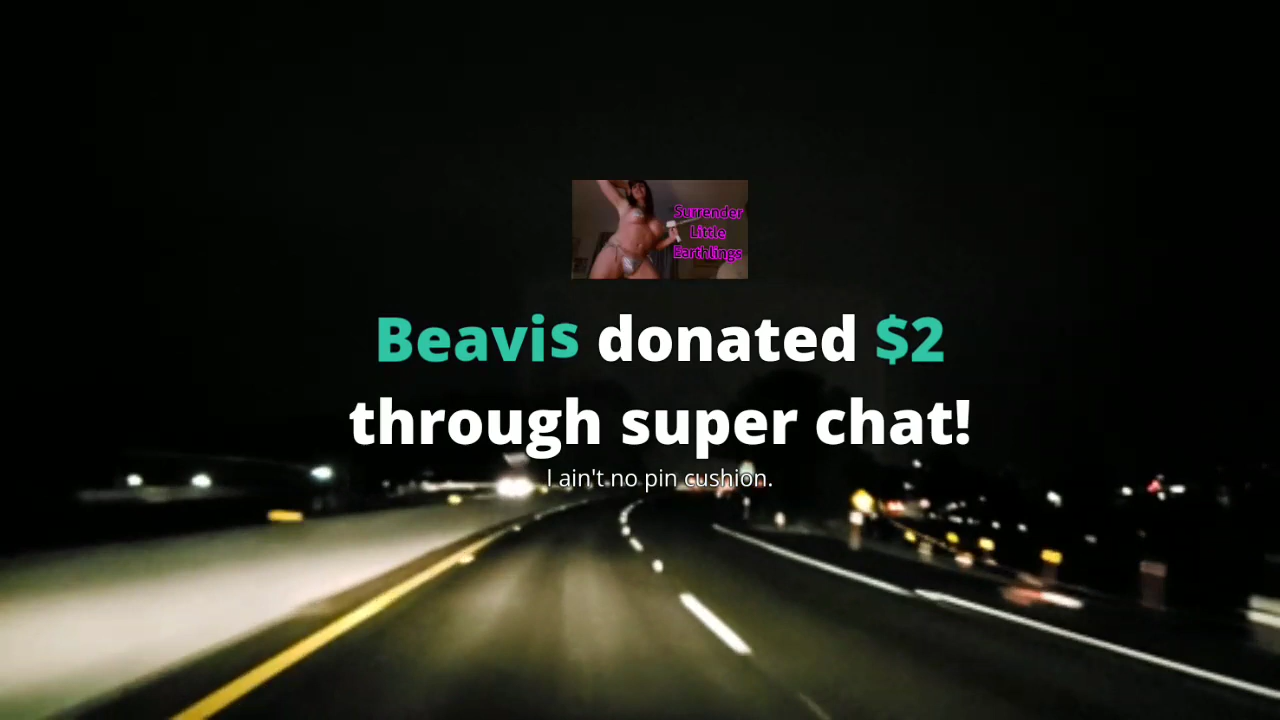 Surrender
Little
Earthlings
Beavis donated $2
through super chat!
I ain't no pin cushion.